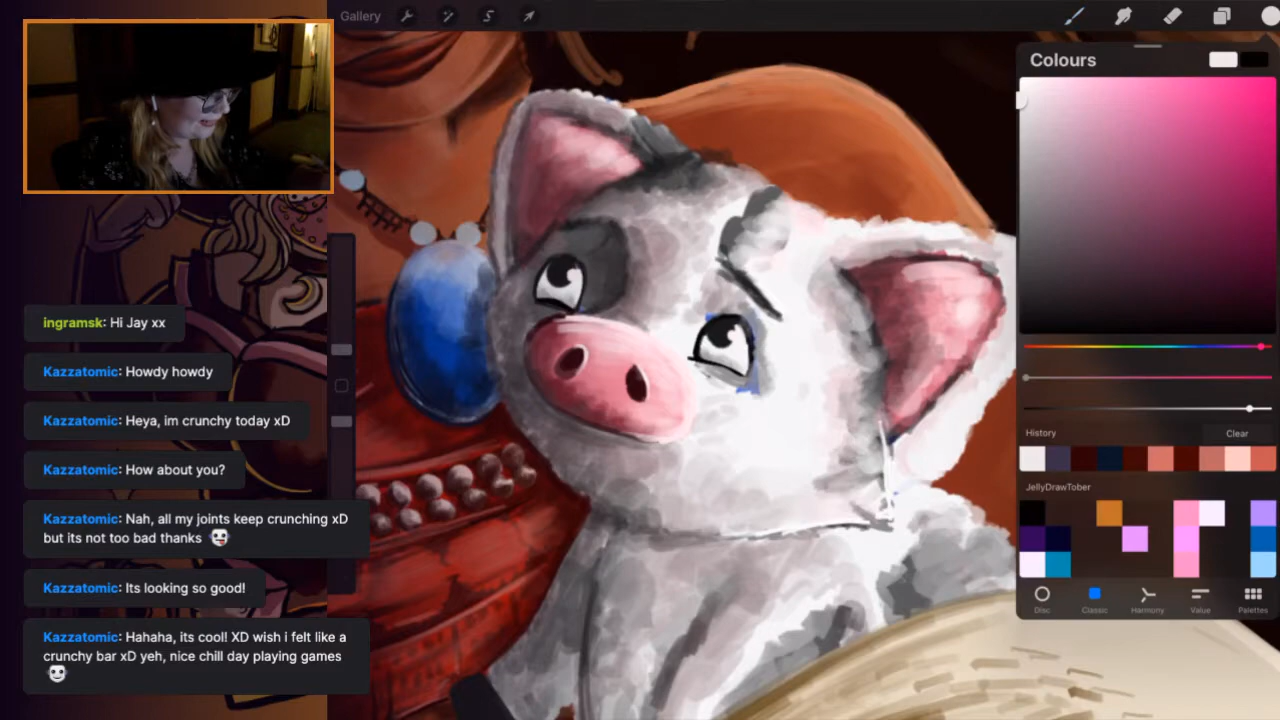 Gallery
Colours
ingramsk: Hi Jay xx
Kazzatomic: Howdy howdy
Kazzatomic: Heya, im crunchy today xD
Kazzatomic: How about you?
Kazzatomic: Nah, all my joints keep crunching xD
but its not too bad thanks
Kazzatomic: Its looking so good!
Kazzatomic: Hahaha, its cool! XD wish i felt like a
crunchy bar xD yeh, nice chill day playing games
History
Clear
JellyDrawTober
Disc
Classic
Harmony
Value
Palettes